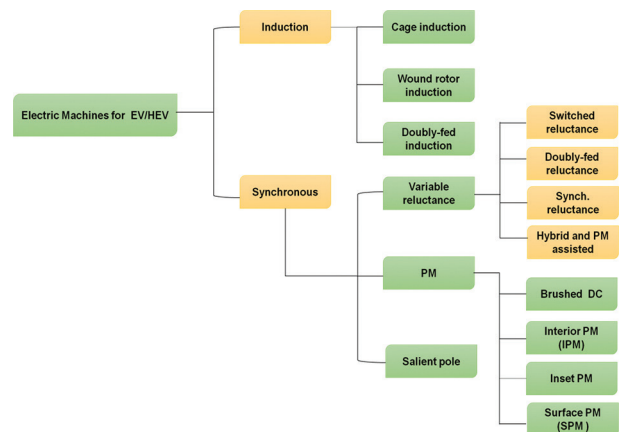 Electric Machines for EV/HEV
Induction
Cage induction
Wound rotor
induction
Doubly-fed
induction
Synchronous
Variable
reluctance
Switched
reluctance
Doubly-fed
reluctance
Synch.
reluctance
Hybrid and PM
assisted
PM
Brushed DC
Interior PM
(IPM)
Inset PM
Surface PM
(SPM )
Salient pole